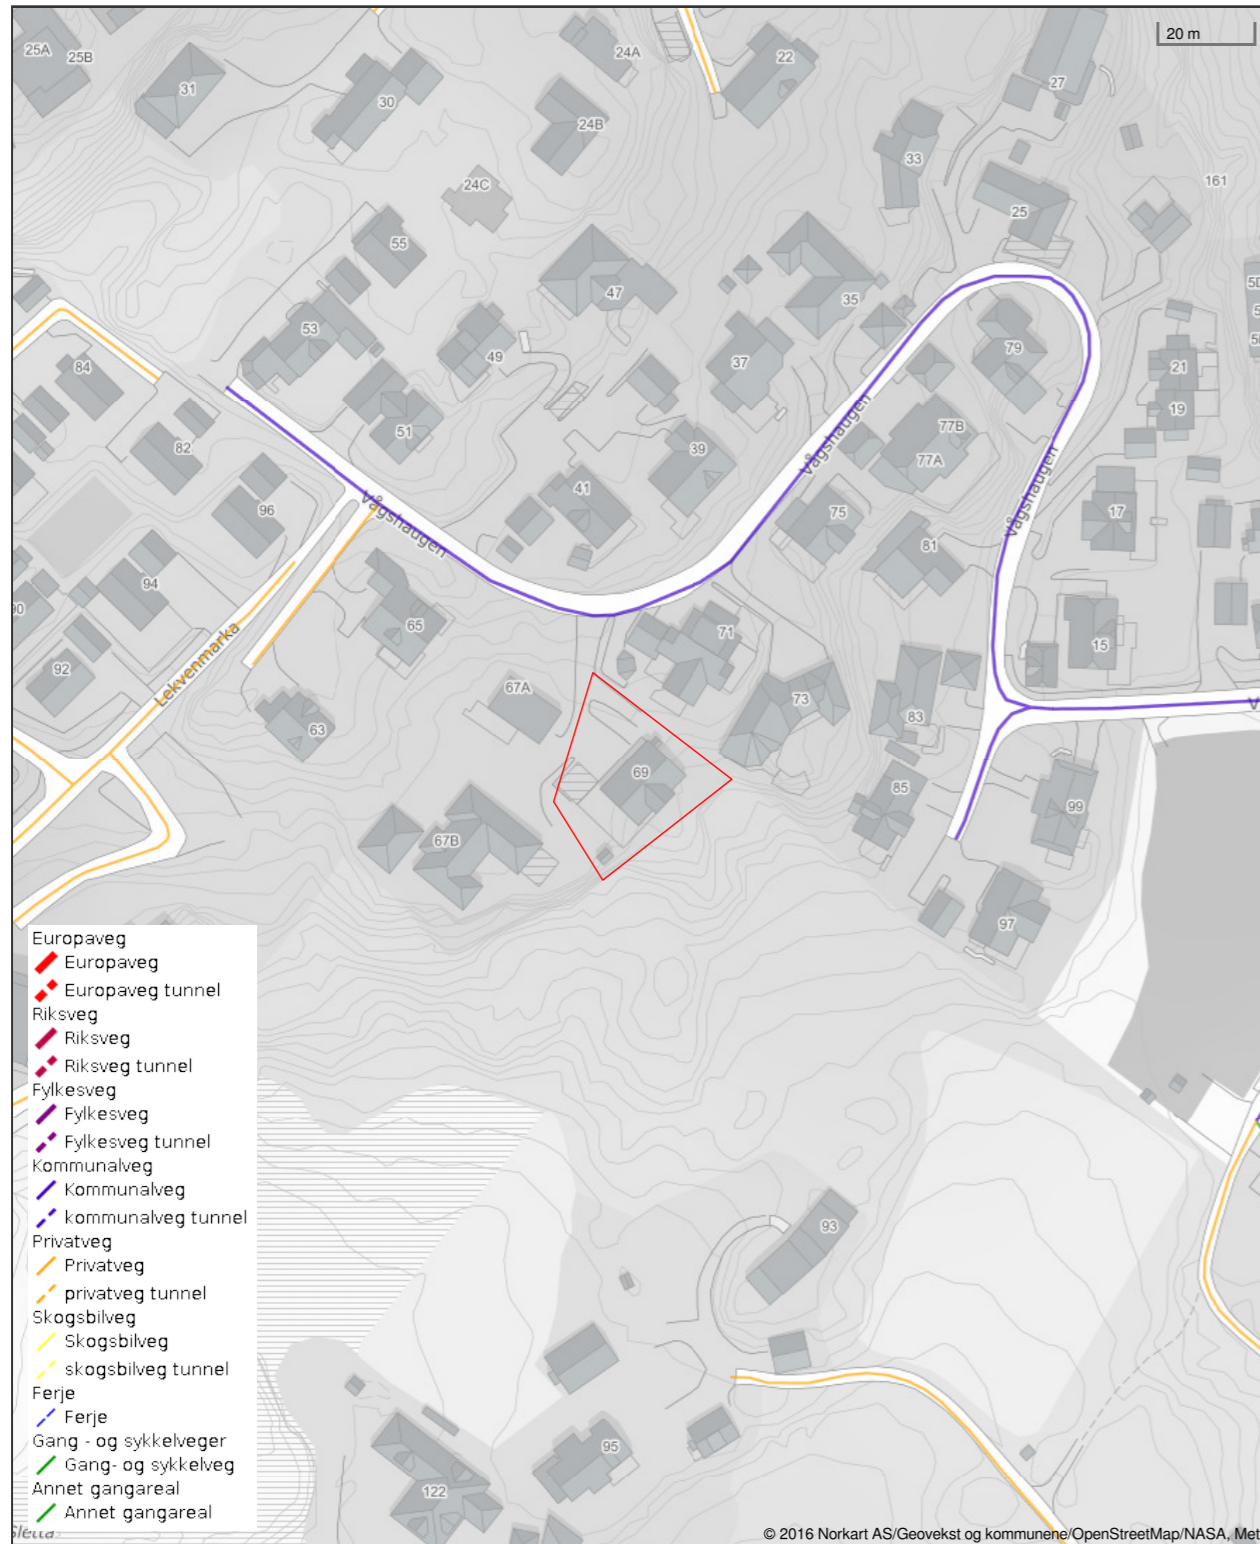 20 m
25A
25B
24A
22
27
31
30
24B
33
161
24C
25
55
47
35
53
49
37
79
84
21
19
51
77B
82
39
77A
41
Vågshaugen
Vågshaugen
96
Vågshaugen
75
17
81
94
90
65
71
15
92
Lekvenmarka
67A
73
83
63
69
85
99
67B
97
93
95
122
Europaveg
Europaveg
Europaveg tunnel
Riksveg
Riksveg
Riksveg tunnel
Fylkesveg
Fylkesveg
Fylkesveg tunnel
Kommunalveg
Kommunalveg
kommunalveg tunnel
Privatveg
Privatveg
privatveg tunnel
Skogsbilveg
Skogsbilveg
skogsbilveg tunnel
Ferje
Ferje
Gang - og sykkelveger
Gang- og sykkelveg
Annet gangareal
Annet gangareal
Sletta
© 2016 Norkart AS/Geovekst og kommunene/OpenStreetMap/NASA, Met